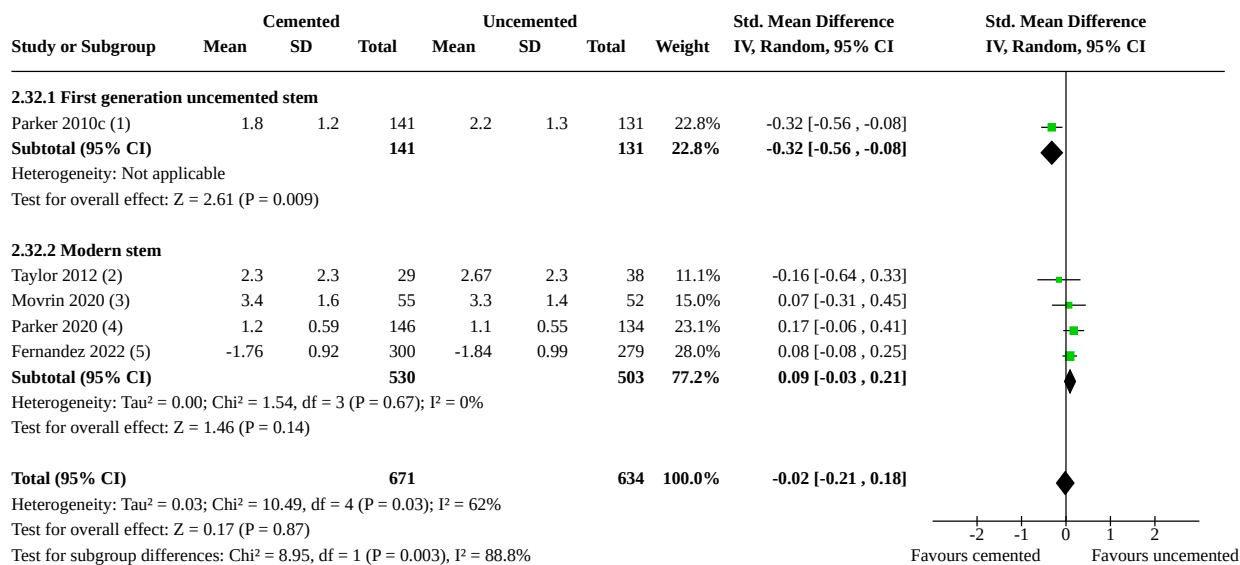 Cemented Uncemented Std. Mean Difference Std. Mean Difference
Study or Subgroup Mean SD Total Mean SD Total Weight IV, Random, 95% CI IV, Random, 95% CI
2.32.1 First generation uncemented stem
Parker 2010c (1) 1.8 1.2 141 2.2 1.3 131 22.8% -0.32 [-0.56 , -0.08]
Subtotal (95% CI) 141 131 22.8% -0.32 [-0.56 , -0.08]
Heterogeneity: Not applicable
Test for overall effect: Z = 2.61 (P = 0.009)
2.32.2 Modern stem
Taylor 2012 (2) 2.3 2.3 29 2.67 2.3 38 11.1% -0.16 [-0.64 , 0.33]
Movrin 2020 (3) 3.4 1.6 55 3.3 1.4 52 15.0% 0.07 [-0.31 , 0.45]
Parker 2020 (4) 1.2 0.59 146 1.1 0.55 134 23.1% 0.17 [-0.06 , 0.41]
Fernandez 2022 (5) -1.76 0.92 300 -1.84 0.99 279 28.0% 0.08 [-0.08 , 0.25]
Subtotal (95% CI) 530 503 77.2% 0.09 [-0.03 , 0.21]
Heterogeneity: Tau² = 0.00; Chi² = 1.54, df = 3 (P = 0.67); I² = 0%
Test for overall effect: Z = 1.46 (P = 0.14)
Total (95% CI) 671 634 100.0% -0.02 [-0.21 , 0.18]
Heterogeneity: Tau² = 0.03; Chi² = 10.49, df = 4 (P = 0.03); I² = 62%
Test for overall effect: Z = 0.17 (P = 0.87)
Test for subgroup differences: Chi² = 8.95, df = 1 (P = 0.003), I² = 88.8%
-2 -1 0 1 2
Favours cemented Favours uncemented